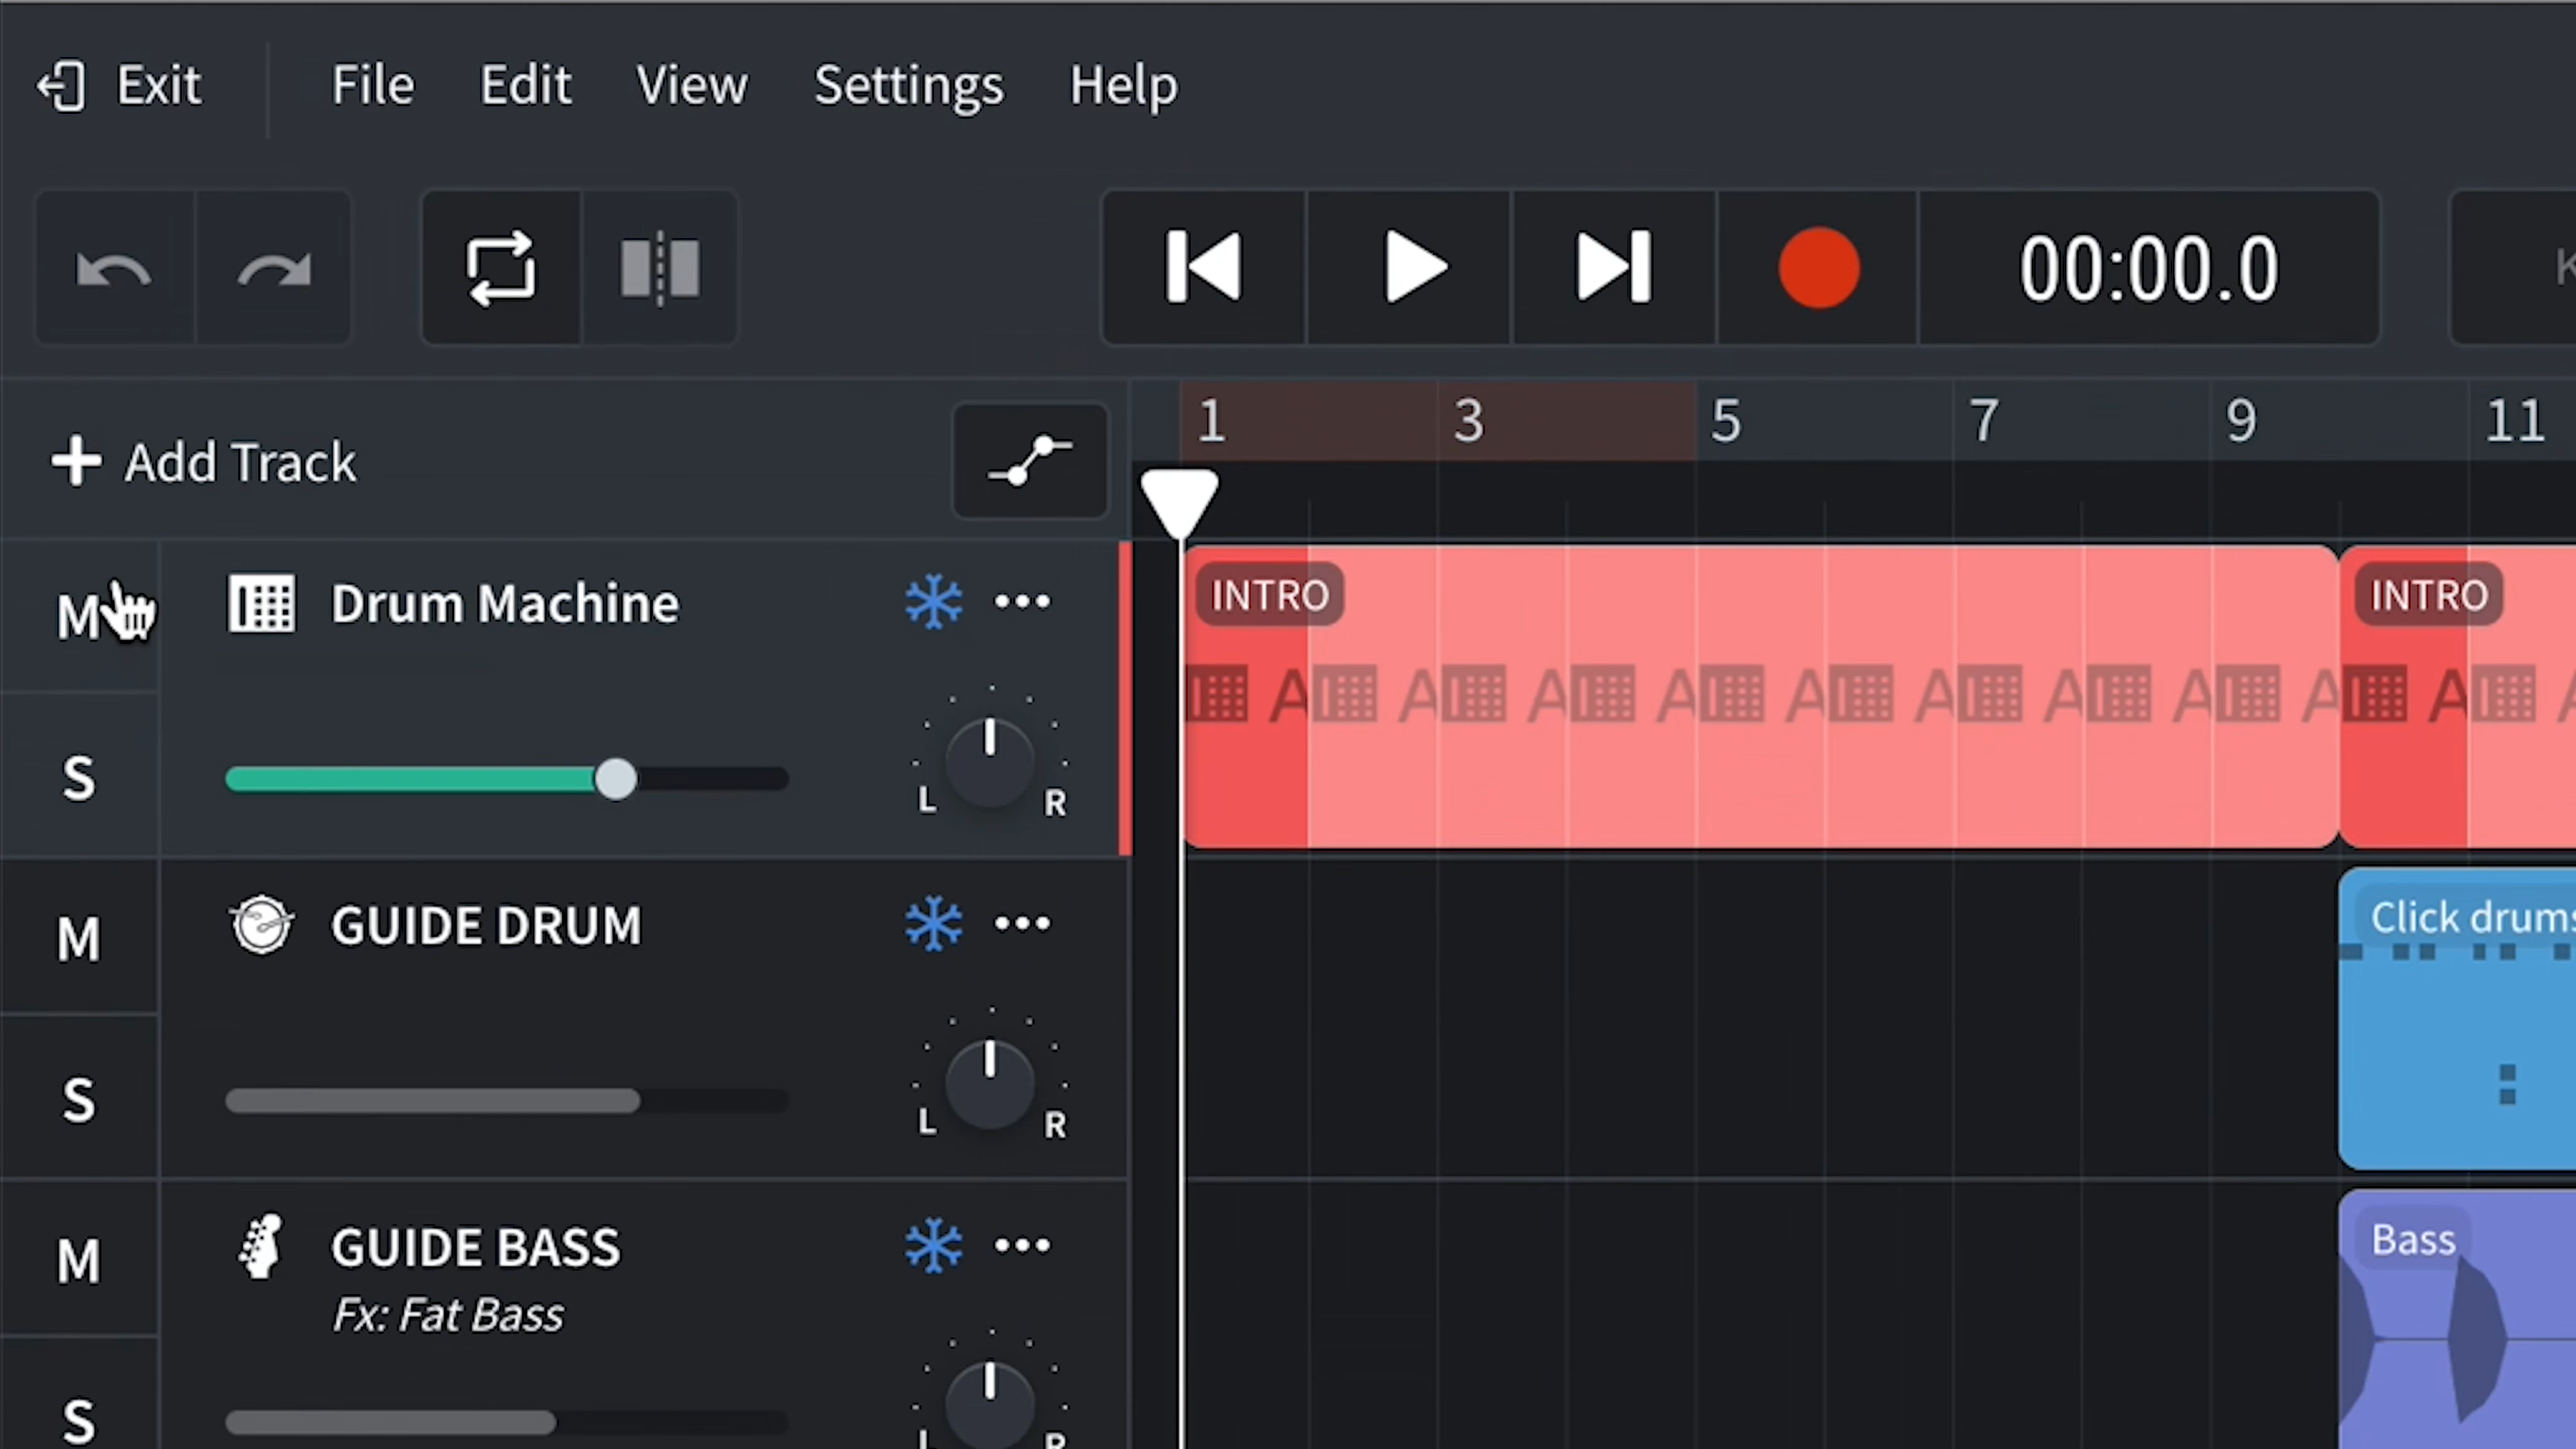 Exit File Edit View Settings Help
00:00.0 K
Add Track
1 3 5 7 9 11
M Drum Machine
INTRO INTRO
A A A A A A A A A A
S
L R
M GUIDE DRUM
Click drums
S
L R
M GUIDE BASS
Bass
Fx: Fat Bass
S
L R